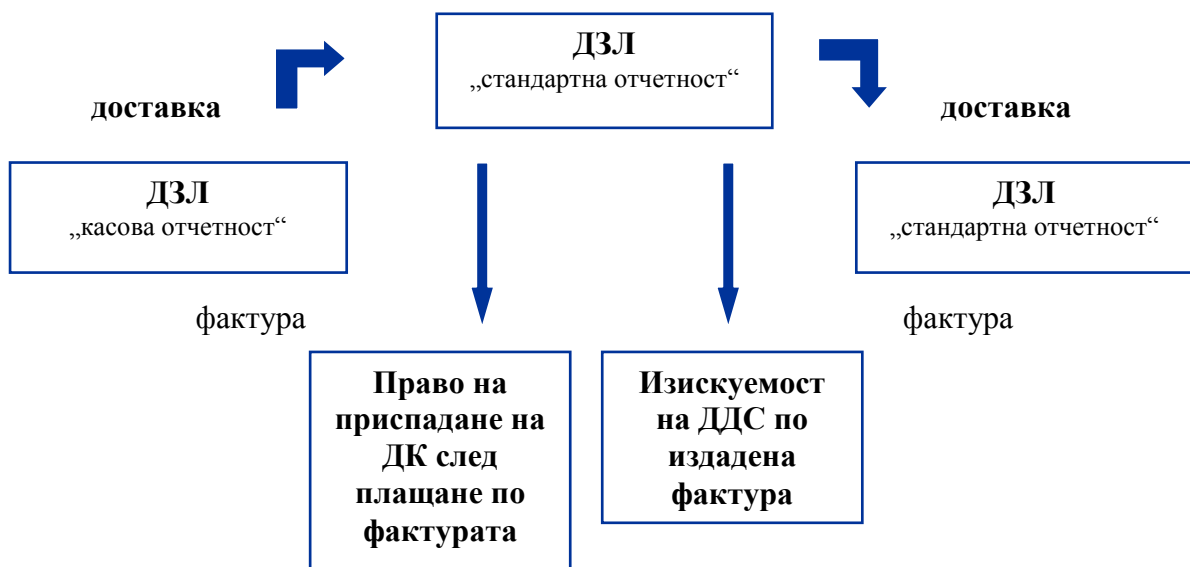 ДЗЛ
„стандартна отчетност“
доставка
доставка
ДЗЛ
„касова отчетност“
ДЗЛ
„стандартна отчетност“
фактура
фактура
Право на
приспадане на
ДК след
плащане по
фактурата
Изискуемост
на ДДС по
издадена
фактура